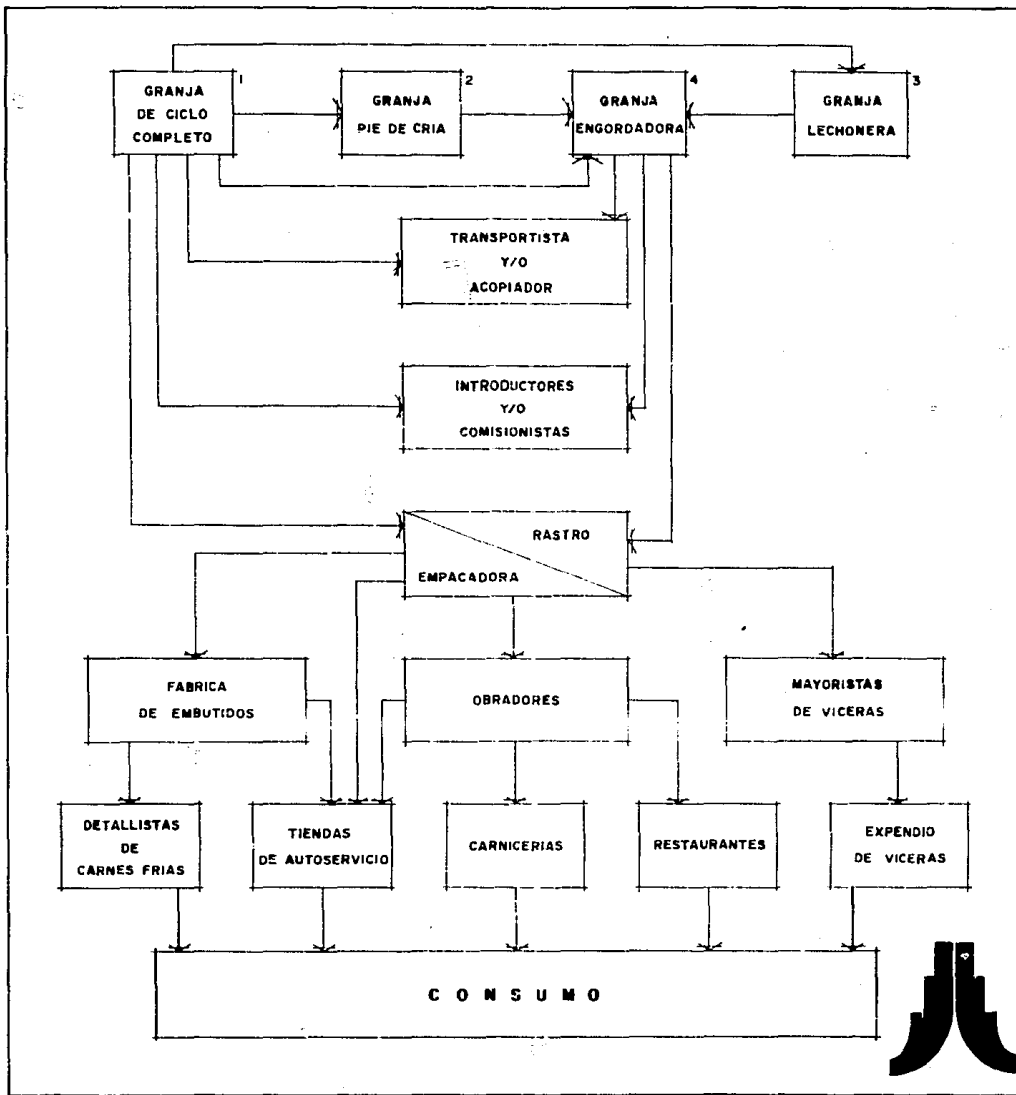 1
GRANJA
DE CICLO
COMPLETO
2
GRANJA
PIE DE CRIA
4
GRANJA
ENGORDADORA
3
GRANJA
LECHONERA
TRANSPORTISTA
Y/O
ACOPIADOR
INTRODUCTORES
Y/O
COMISIONISTAS
RASTRO
EMPACADORA
FABRICA
DE EMBUTIDOS
OBRADORES
MAYORISTAS
DE VICERAS
DETALLISTAS
DE
CARNES FRIAS
TIENDAS
DE AUTOSERVICIO
CARNICERIAS
RESTAURANTES
EXPENDIO
DE VICERAS
CONSUMO